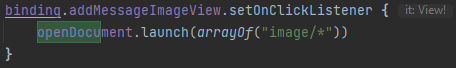 binding.addMessageImageView.setOnClickListener { it: View!
openDocument.launch(arrayOf("image/*"))
}